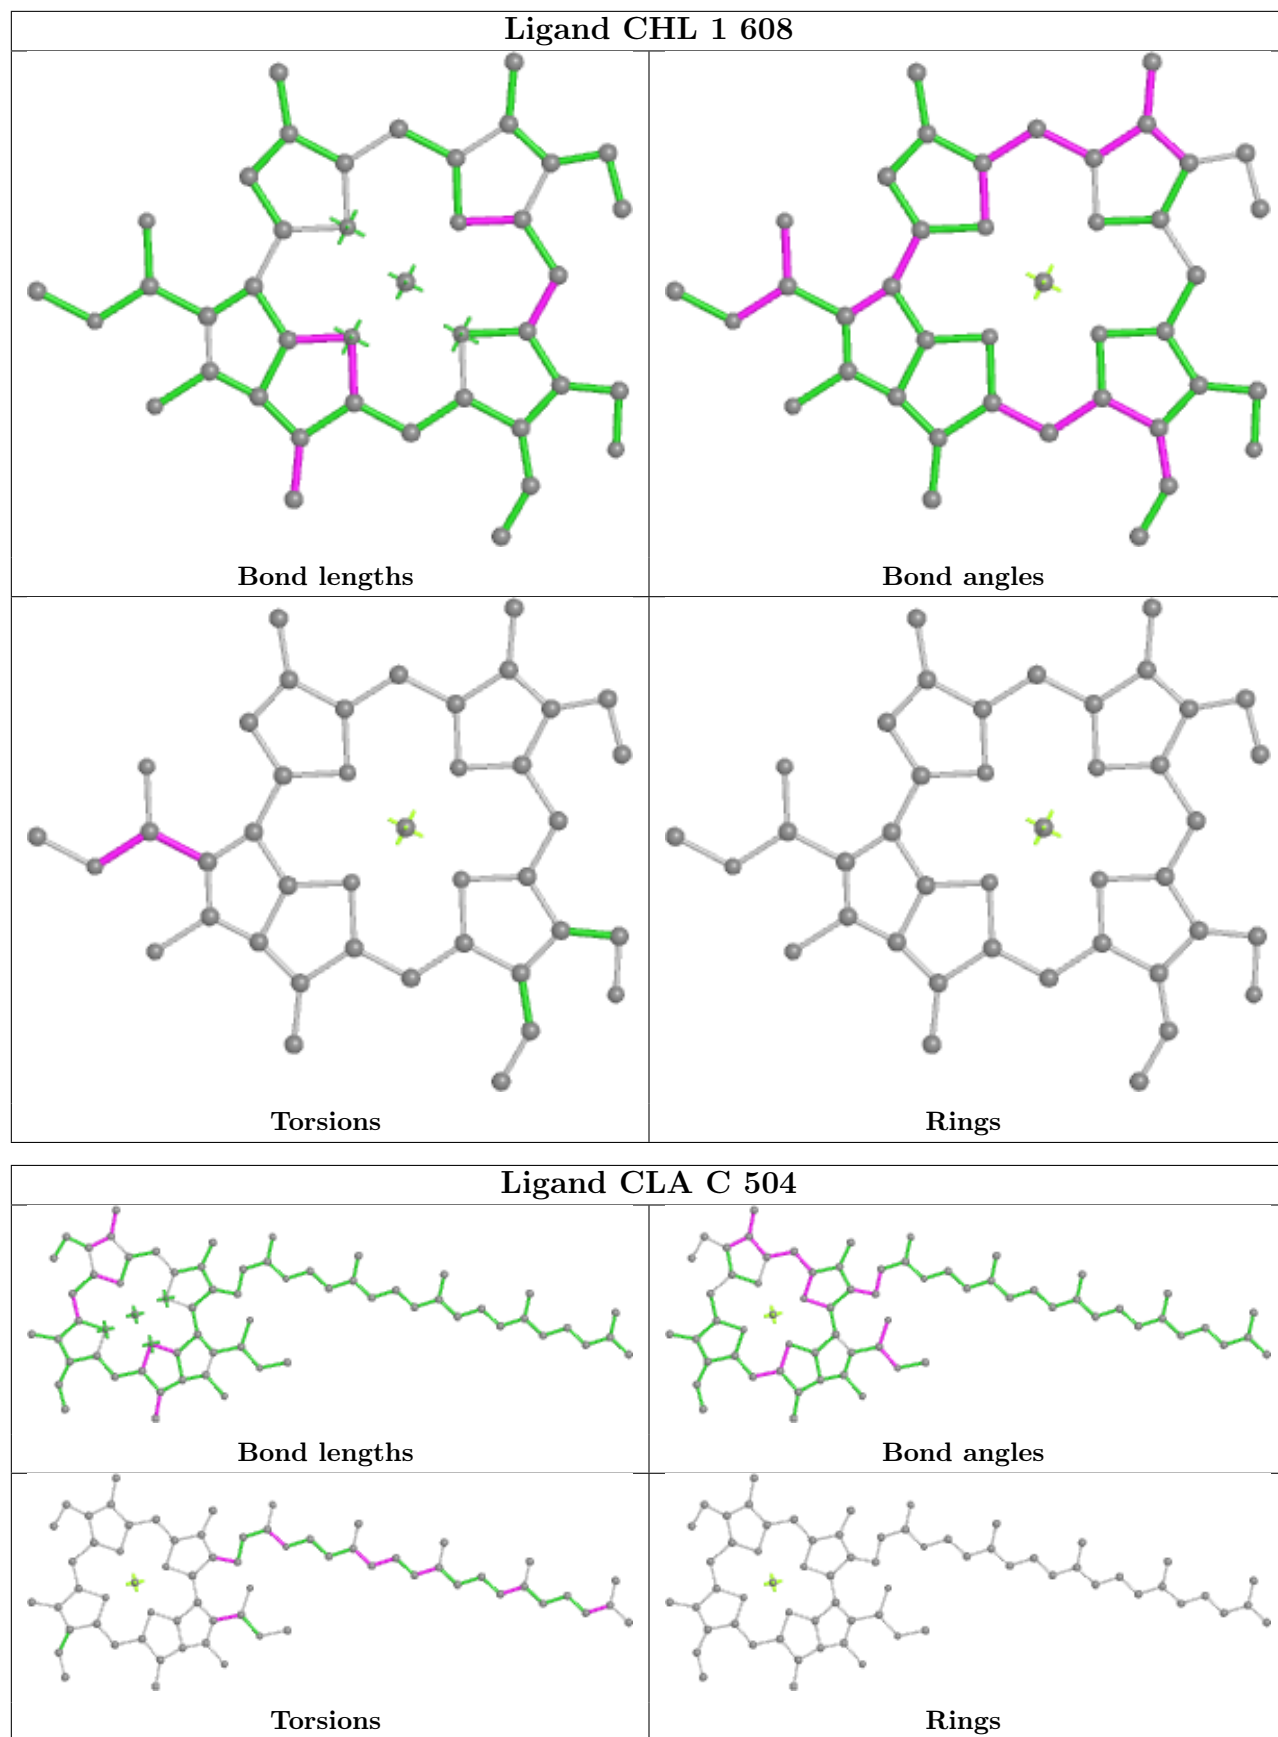 Ligand CHL 1 608
Bond lengths
Bond angles
Torsions
Rings
Ligand CLA C 504
Bond lengths
Bond angles
Torsions
Rings